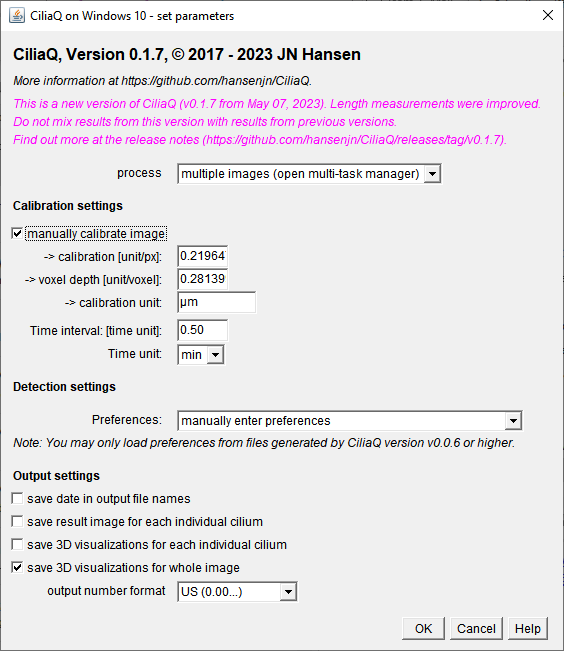 CiliaQ on Windows 10 - set parameters
CiliaQ, Version 0.1.7, © 2017 - 2023 JN Hansen
More information at https://github.com/hansenjn/CiliaQ.
This is a new version of CiliaQ (v0.1.7 from May 07, 2023). Length measurements were improved.
Do not mix results from this version with results from previous versions.
Find out more at the release notes (https://github.com/hansenjn/CiliaQ/releases/tag/v0.1.7).
process multiple images (open multi-task manager)
Calibration settings
manually calibrate image
-> calibration [unit/px]: 0.21964
-> voxel depth [unit/voxel]: 0.28139
-> calibration unit: µm
Time interval: [time unit]: 0.50
Time unit: min
Detection settings
Preferences: manually enter preferences
Note: You may only load preferences from files generated by CiliaQ version v0.0.6 or higher.
Output settings
save date in output file names
save result image for each individual cilium
save 3D visualizations for each individual cilium
save 3D visualizations for whole image
output number format US (0.00...)
OK Cancel Help